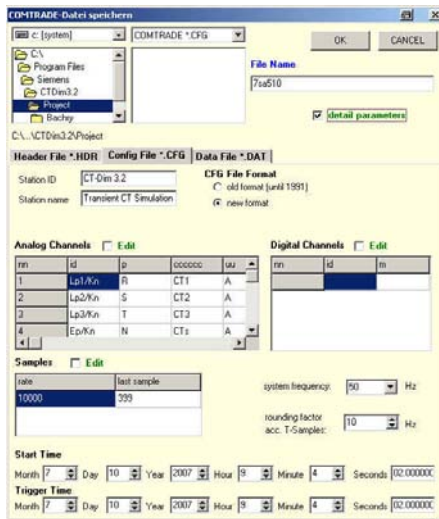 COMTRADE-Datei speichern
c: [system]
COMTRADE *.CFG
OK
CANCEL
C:\
Program Files
Siemens
CTDim3.2
Project
Bachry
File Name
7sa510
detail parameters
C:\...\CTDim3.2\Project
Header File *.HDR Config File *.CFG Data File *.DAT
Station ID CT-Dim 3.2
Station name Transient CT Simulation
CFG File Format
old format (until 1991)
new format
Analog Channels Edit
nn id p cccccc uu
1 Lp1/Kn R CT1 A
2 Lp2/Kn S CT2 A
3 Lp3/Kn T CT3 A
4 Ep/Kn N CTs A
Digital Channels Edit
nn id m
Samples Edit
rate last sample
10000 399
system frequency: 50 Hz
rounding factor
acc. T-Samples: 10 Hz
Start Time
Month 7 Day 10 Year 2007 Hour 9 Minute 4 Seconds 02.000000
Trigger Time
Month 7 Day 10 Year 2007 Hour 9 Minute 4 Seconds 02.000000